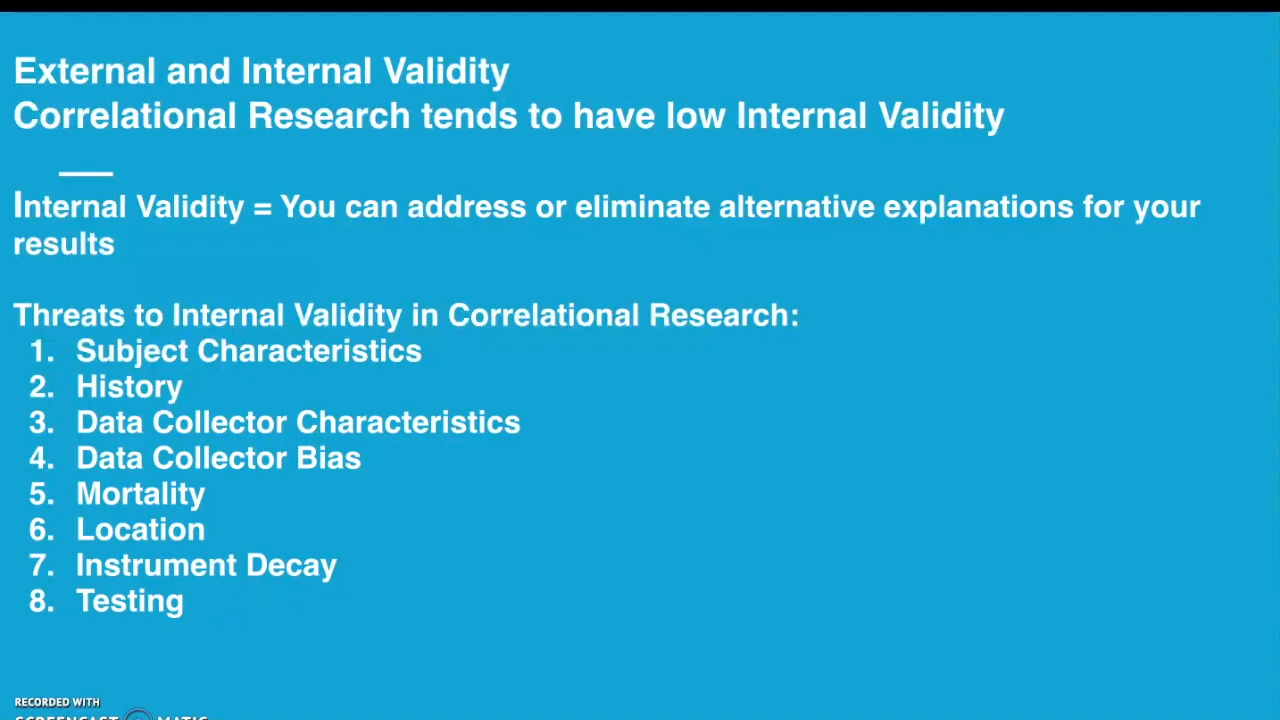 External and Internal Validity
Correlational Research tends to have low Internal Validity
Internal Validity = You can address or eliminate alternative explanations for your
results
Threats to Internal Validity in Correlational Research:
1. Subject Characteristics
2. History
3. Data Collector Characteristics
4. Data Collector Bias
5. Mortality
6. Location
7. Instrument Decay
8. Testing
RECORDED WITH
SCREENCAST MATIC